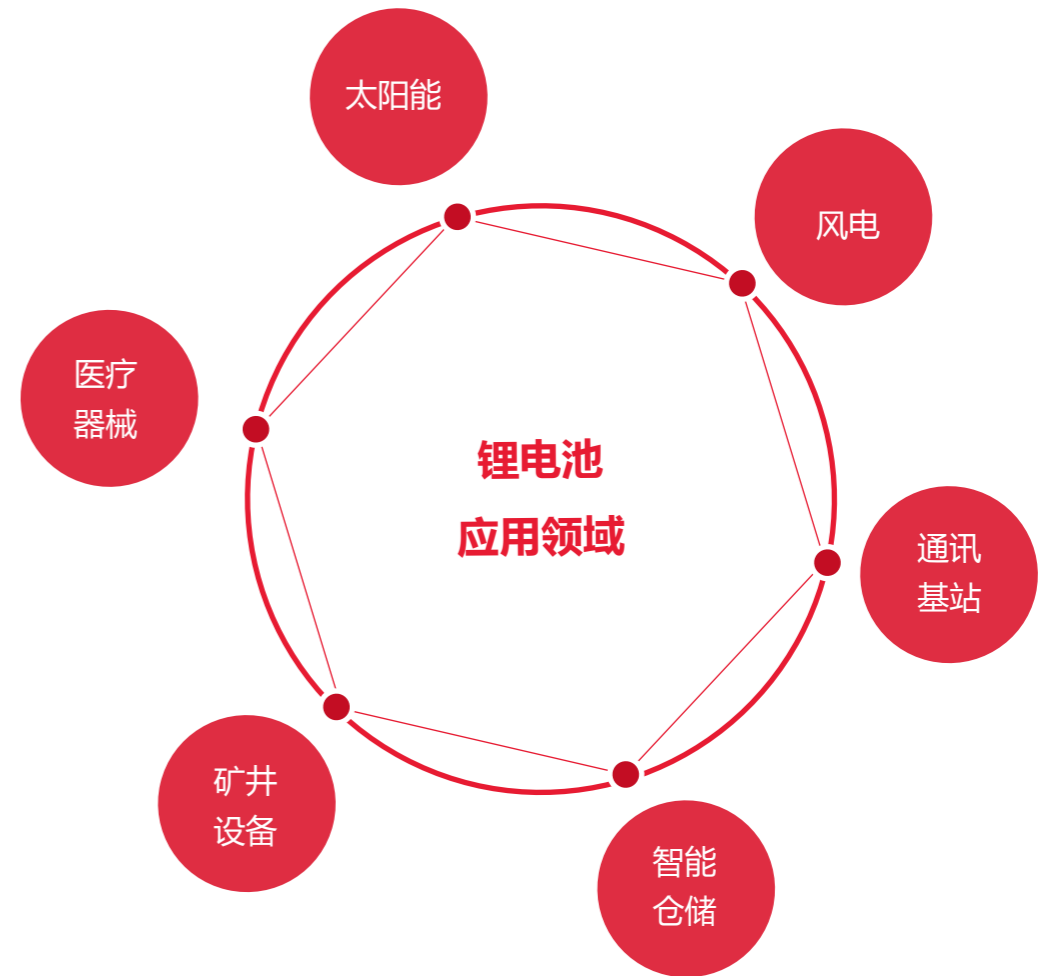 太阳能
风电
医疗
器械
锂电池
应用领域
通讯
基站
矿井
设备
智能
仓储